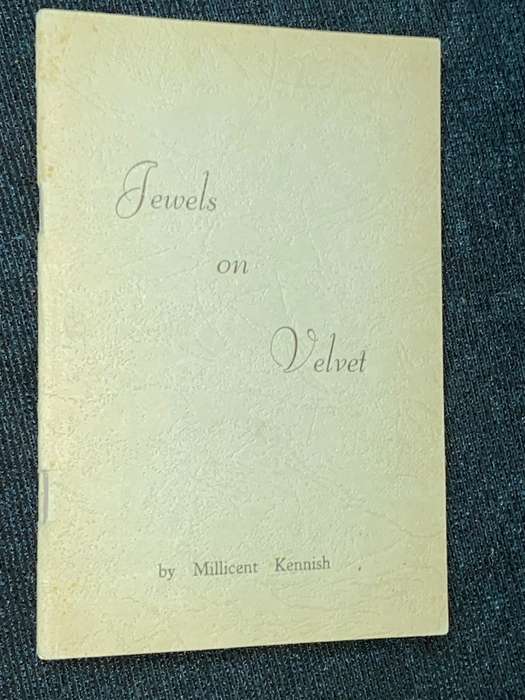 Jewels
on
Velvet
by Millicent Kennish